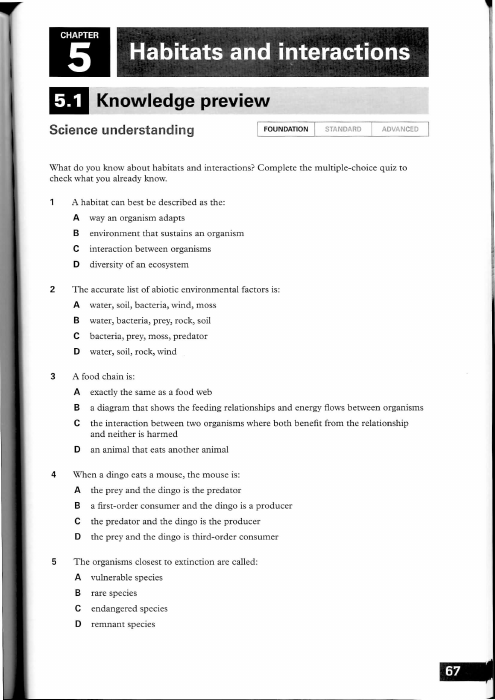 CHAPTER
5
Habitats and interactions
5.1 Knowledge preview
Science understanding
FOUNDATION STANDARD ADVANCED
What do you know about habitats and interactions? Complete the multiple-choice quiz to
check what you already know.
1 A habitat can best be described as the:
A way an organism adapts
B environment that sustains an organism
C interaction between organisms
D diversity of an ecosystem
2 The accurate list of abiotic environmental factors is:
A water, soil, bacteria, wind, moss
B water, bacteria, prey, rock, soil
C bacteria, prey, moss, predator
D water, soil, rock, wind
3 A food chain is:
A exactly the same as a food web
B a diagram that shows the feeding relationships and energy flows between organisms
C the interaction between two organisms where both benefit from the relationship
and neither is harmed
D an animal that eats another animal
4 When a dingo eats a mouse, the mouse is:
A the prey and the dingo is the predator
B a first-order consumer and the dingo is a producer
C the predator and the dingo is the producer
D the prey and the dingo is third-order consumer
5 The organisms closest to extinction are called:
A vulnerable species
B rare species
C endangered species
D remnant species
67